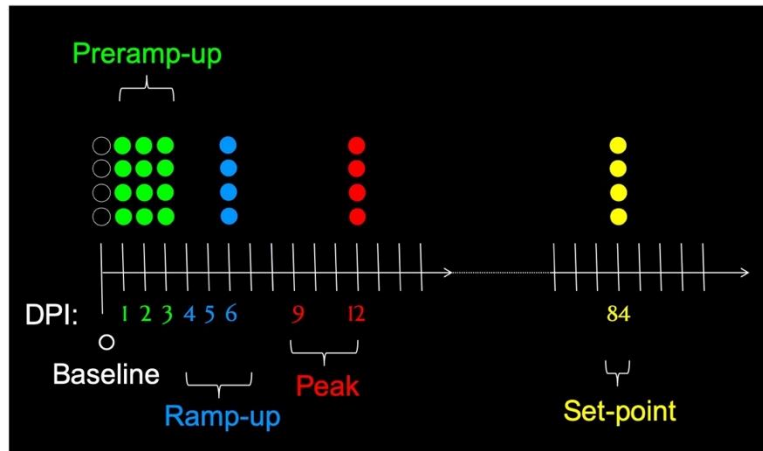 Preramp-up
DPI: 1 2 3 4 5 6 9 12 84
Baseline
Ramp-up
Peak
Set-point